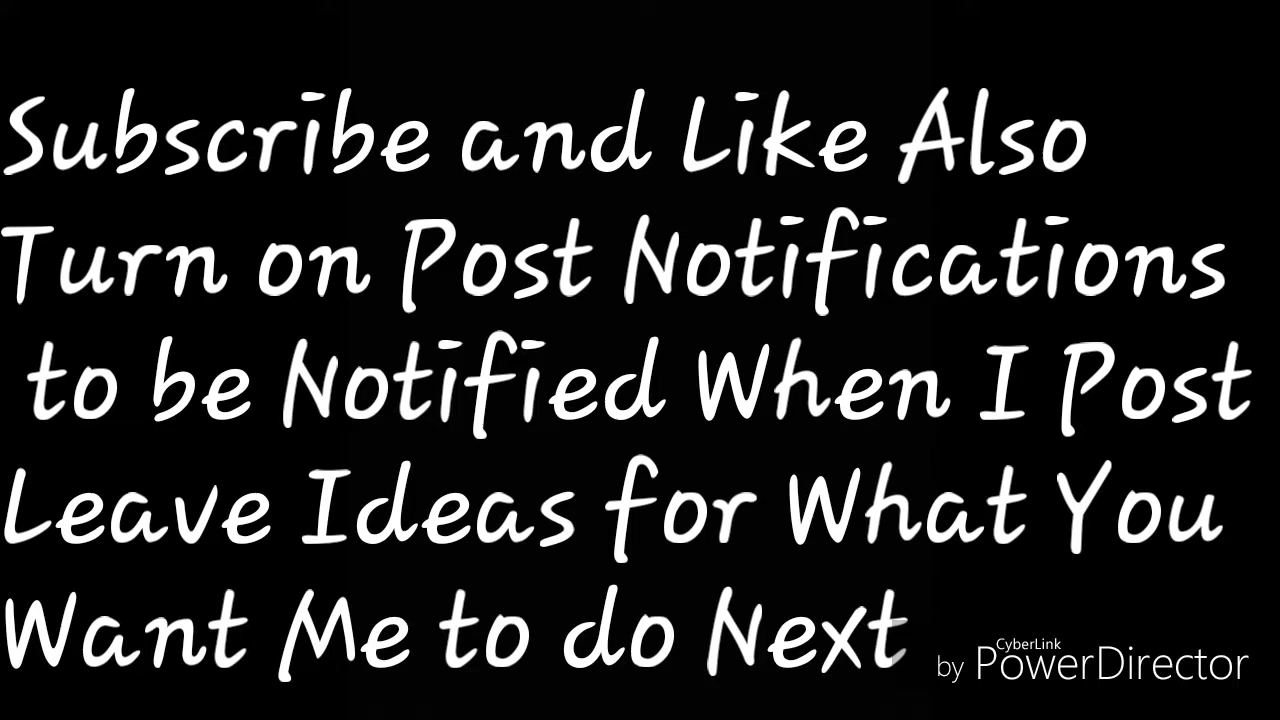 Subscribe and Like Also
Turn on Post Notifications
to be Notified When I Post
Leave Ideas for What You
Want Me to do Next
by CyberLink PowerDirector